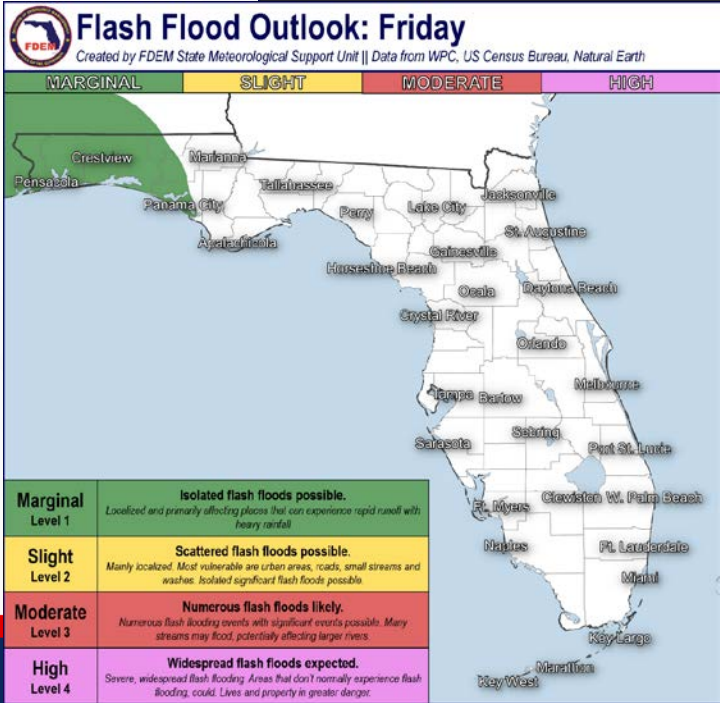 Flash Flood Outlook: Friday
FDEM
Created by FDEM State Meteorological Support Unit || Data from WPC, US Census Bureau, Natural Earth
MARGINAL SLIGHT MODERATE HIGH
Crestview Marianna
Pensacola Tallahassee Jacksonville
Panama City Perry Lake City
St. Augustine
Apalachicola
Gainesville
Horseshoe Beach
Ocala Daytona Beach
Crystal River
Orlando
Tampa Bartow Melbourne
Sebring
Sarasota Port St. Lucie
Ft. Myers Clewiston W. Palm Beach
Naples Ft. Lauderdale
Miami
Key Largo
Marathon
Key West
Marginal
Level 1
Isolated flash floods possible.
Localized and primarily affecting places that can experience rapid runoff with
heavy rainfall
Slight
Level 2
Scattered flash floods possible.
Mainly localized. Most vulnerable are urban areas, roads, small streams and
washes. Isolated significant flash floods possible.
Moderate
Level 3
Numerous flash floods likely.
Numerous flash flooding events with significant events possible. Many
streams may flood, potentially affecting larger rivers.
High
Level 4
Widespread flash floods expected.
Severe, widespread flash flooding. Areas that don't normally experience flash
flooding, could. Lives and property in greater danger.